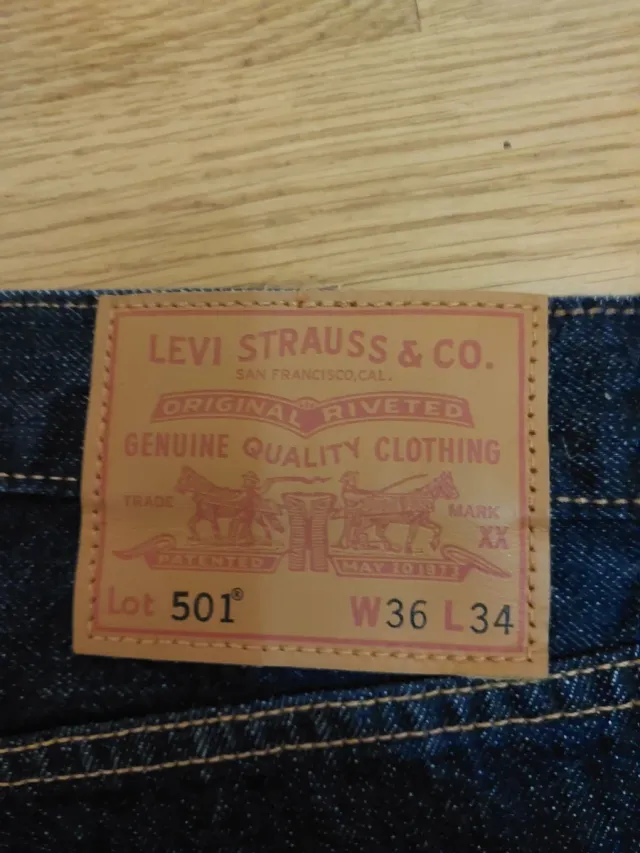 LEVI STRAUSS & CO.
SAN FRANCISCO, CAL.
ORIGINAL RIVETED
GENUINE QUALITY CLOTHING
TRADE MARK
XX
PATENTED MAY 20 1873
Lot 501® W36 L34